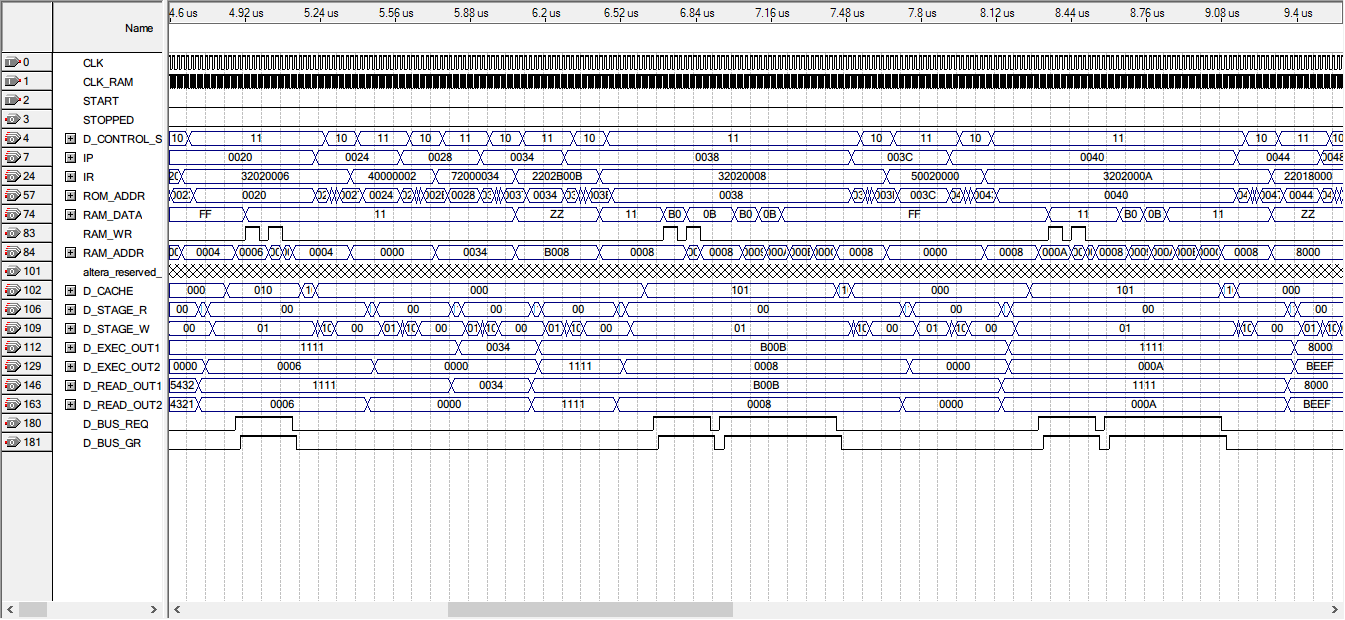 4.6 us 4.92 us 5.24 us 5.56 us 5.88 us 6.2 us 6.52 us 6.84 us 7.16 us 7.48 us 7.8 us 8.12 us 8.44 us 8.76 us 9.08 us 9.4 us
Name
0 CLK
1 CLK_RAM
2 START
3 STOPPED
4 D_CONTROL_S 10 11 10 11 10 11 10 11 10 11 10 11 10 11 10 11 10
7 IP 0020 0024 0028 0034 0038 003C 0040 0044 0048
24 IR 32020006 40000002 72000034 2202B00B 32020008 50020000 3202000A 22018000
57 ROM_ADDR 0020 0024 0028 0034 0038 003C 0040 0044
74 RAM_DATA FF 11 ZZ 11 B0 0B B0 0B FF 11 B0 0B 11 ZZ
83 RAM_WR
84 RAM_ADDR 0004 0006 0004 0000 0034 B008 0008 0008 0008 0000 0008 000A 0008 0008 8000
101 altera_reserved_
102 D_CACHE 000 010 1 000 101 1 000 101 1 000
106 D_STAGE_R 00 00 00 00 00 00 00 00 00
109 D_STAGE_W 00 01 00 01 00 01 00 01 00 01 00 01 00 01 00 01
112 D_EXEC_OUT1 1111 0034 B00B 1111 8000
129 D_EXEC_OUT2 0000 0006 0000 1111 0008 0000 000A BEEF
146 D_READ_OUT1 5432 1111 0034 B00B 1111 8000
163 D_READ_OUT2 4321 0006 0000 1111 0008 0000 000A BEEF
180 D_BUS_REQ
181 D_BUS_GR